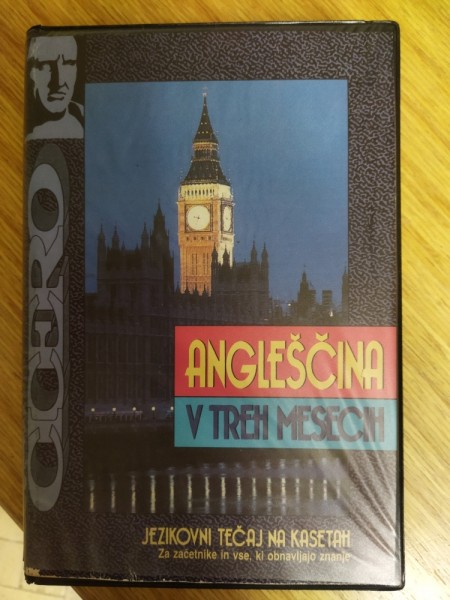 CICERO
ANGLEŠČINA
V TREH MESECIH
JEZIKOVNI TEČAJ NA KASETAH
Za začetnike in vse, ki obnavljajo znanje